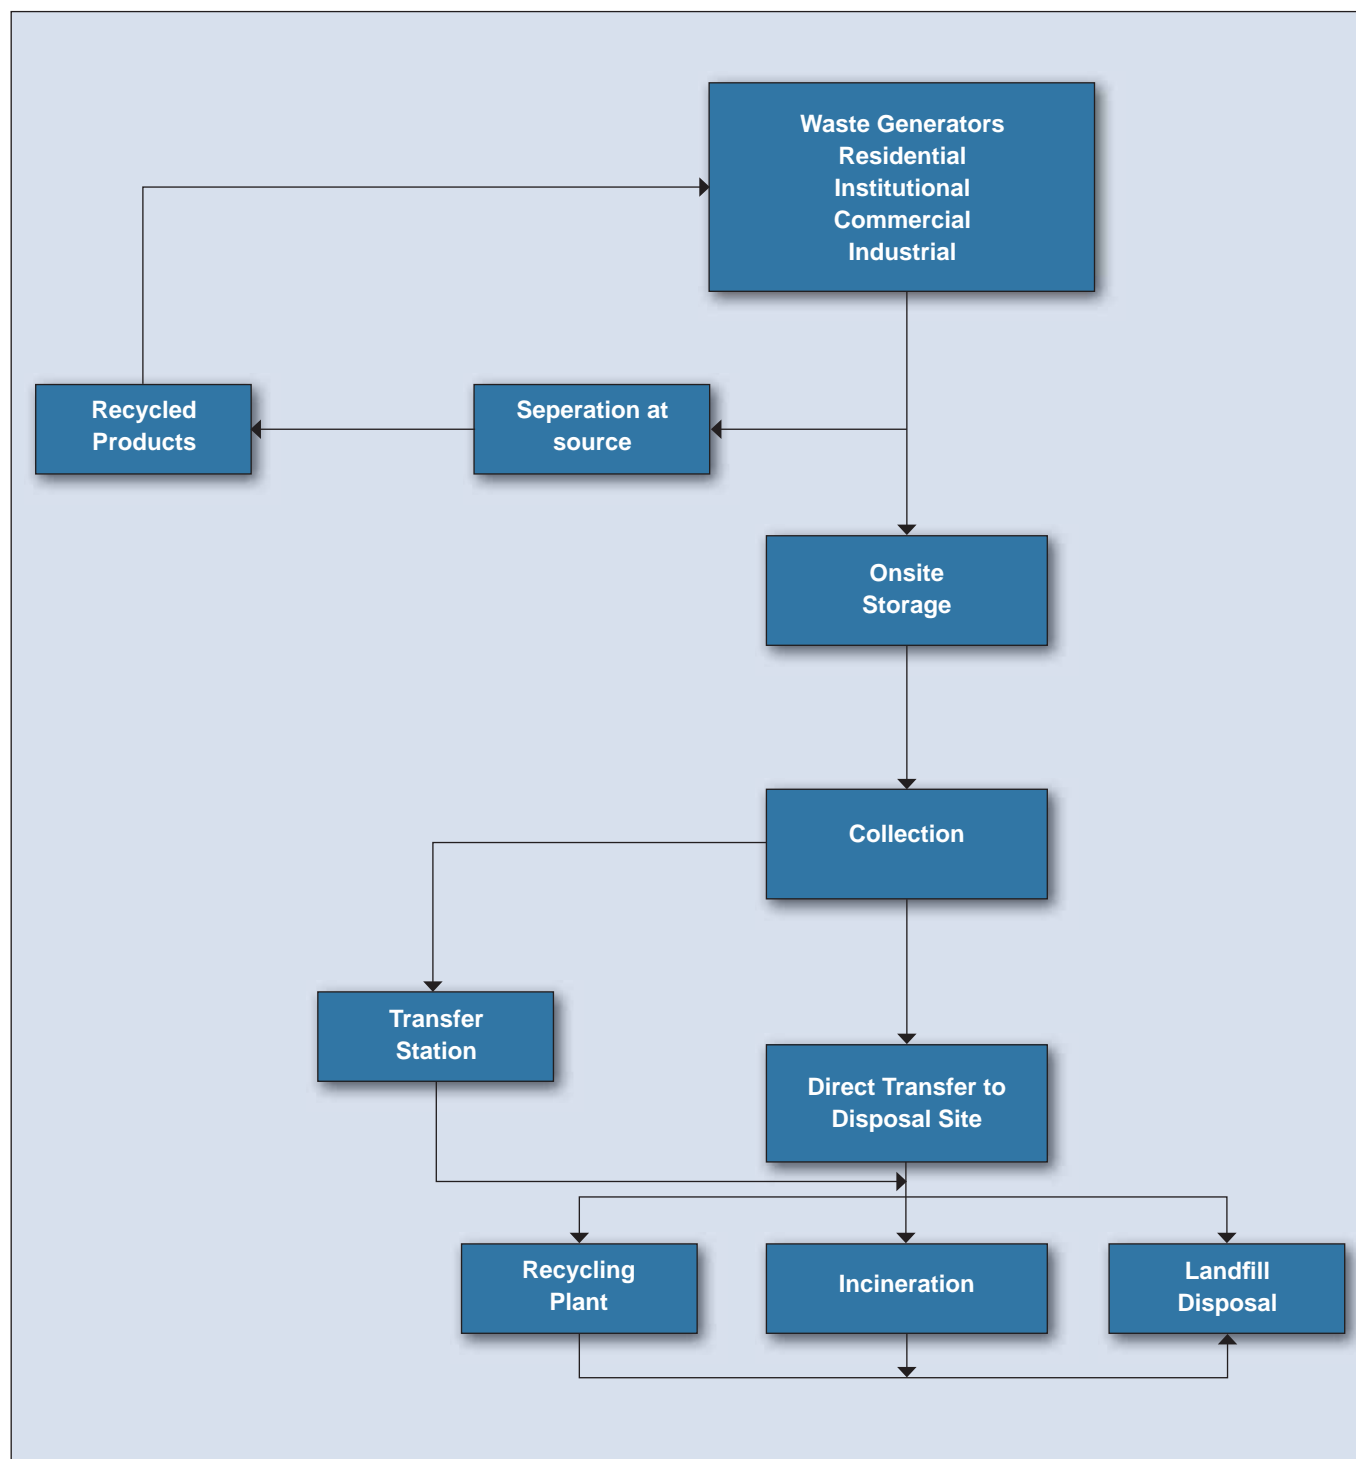 Waste Generators
Residential
Institutional
Commercial
Industrial
Recycled
Products
Seperation at
source
Onsite
Storage
Collection
Transfer
Station
Direct Transfer to
Disposal Site
Recycling
Plant
Incineration
Landfill
Disposal